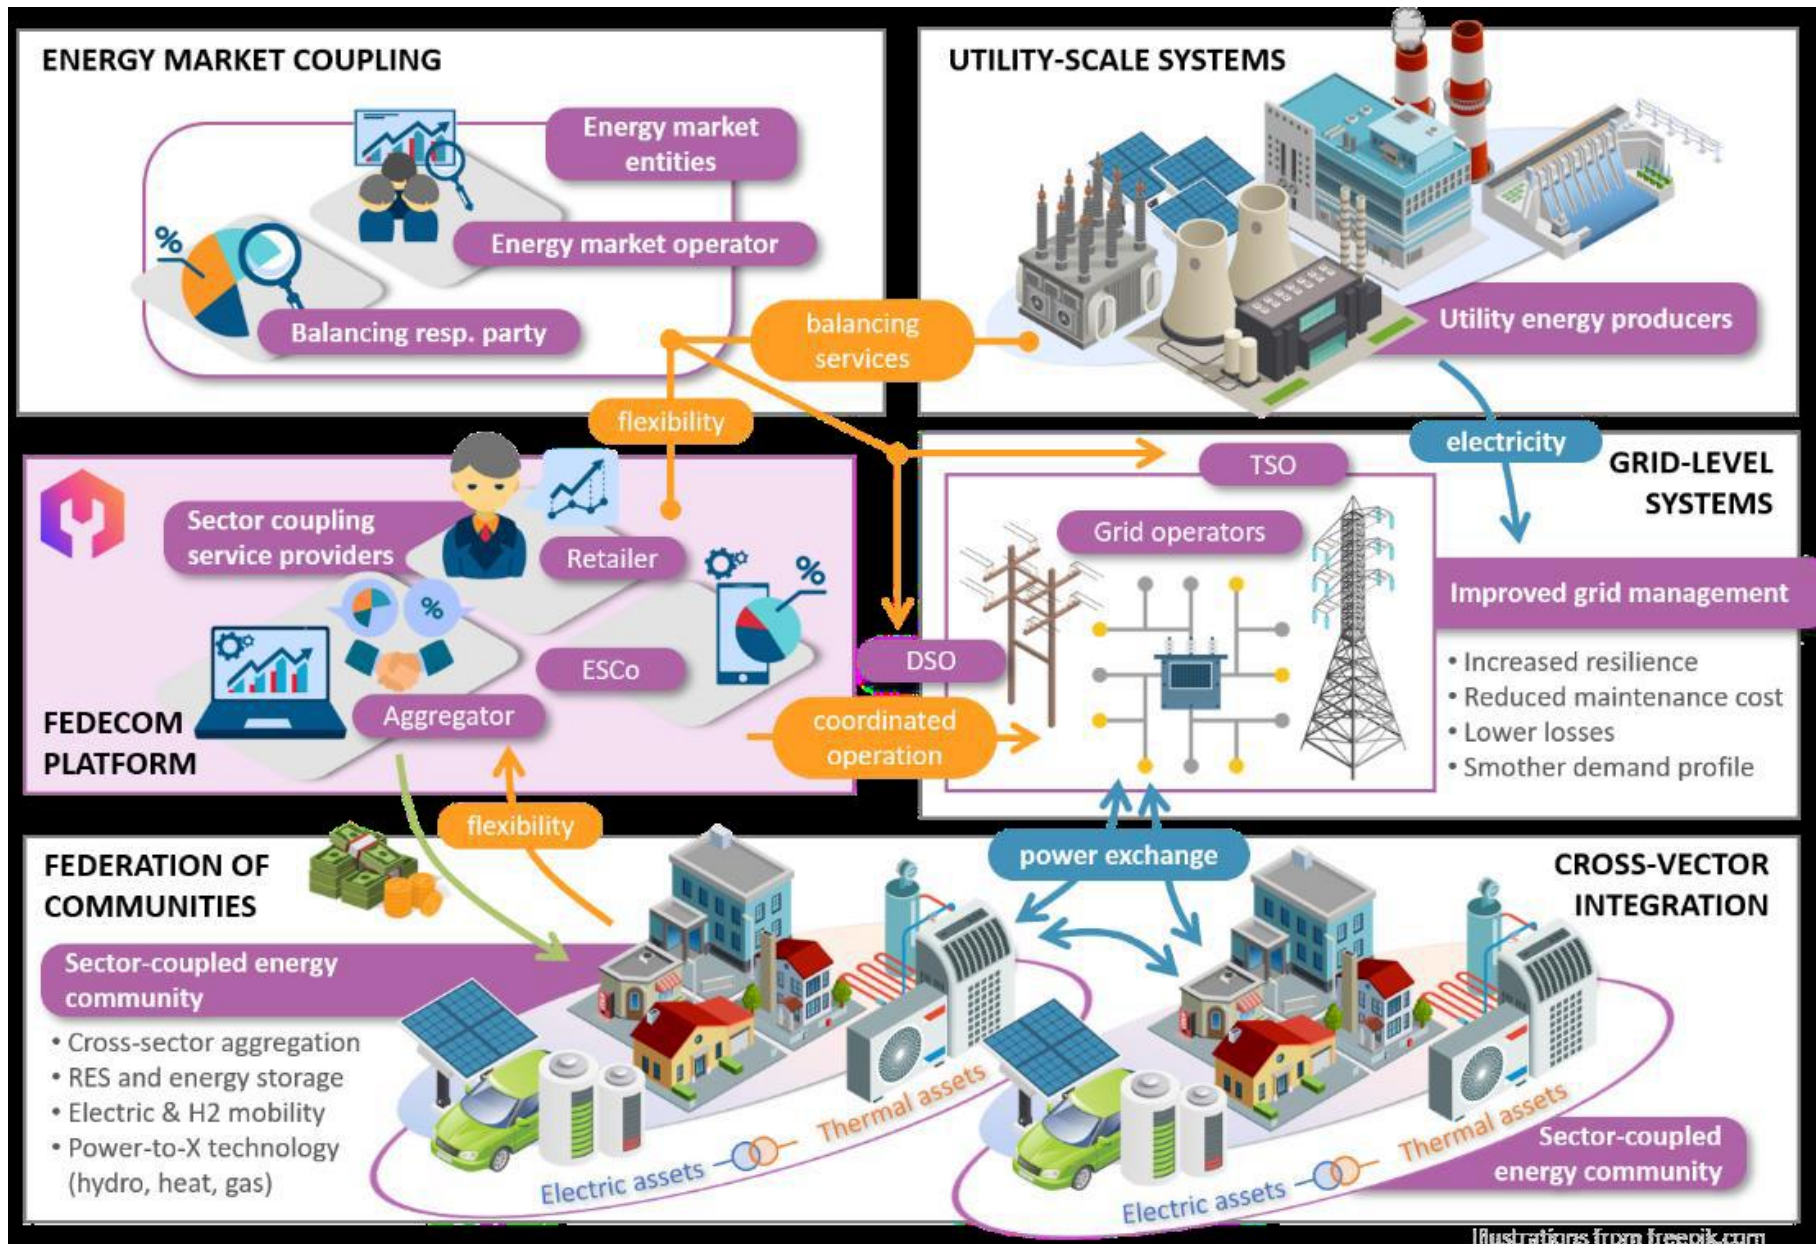 ENERGY MARKET COUPLING
Energy market
entities
%
Energy market operator
Balancing resp. party
UTILITY-SCALE SYSTEMS
Utility energy producers
balancing
services
flexibility
electricity
FEDECOM
PLATFORM
Sector coupling
service providers
Retailer
%
%
ESCo
Aggregator
GRID-LEVEL
SYSTEMS
TSO
Grid operators
DSO
coordinated
operation
Improved grid management
• Increased resilience
• Reduced maintenance cost
• Lower losses
• Smother demand profile
flexibility
power exchange
FEDERATION OF
COMMUNITIES
CROSS-VECTOR
INTEGRATION
Sector-coupled energy
community
• Cross-sector aggregation
• RES and energy storage
• Electric & H2 mobility
• Power-to-X technology
(hydro, heat, gas)
Electric assets
Thermal assets
Electric assets
Thermal assets
Sector-coupled
energy community
Illustrations from freepik.com